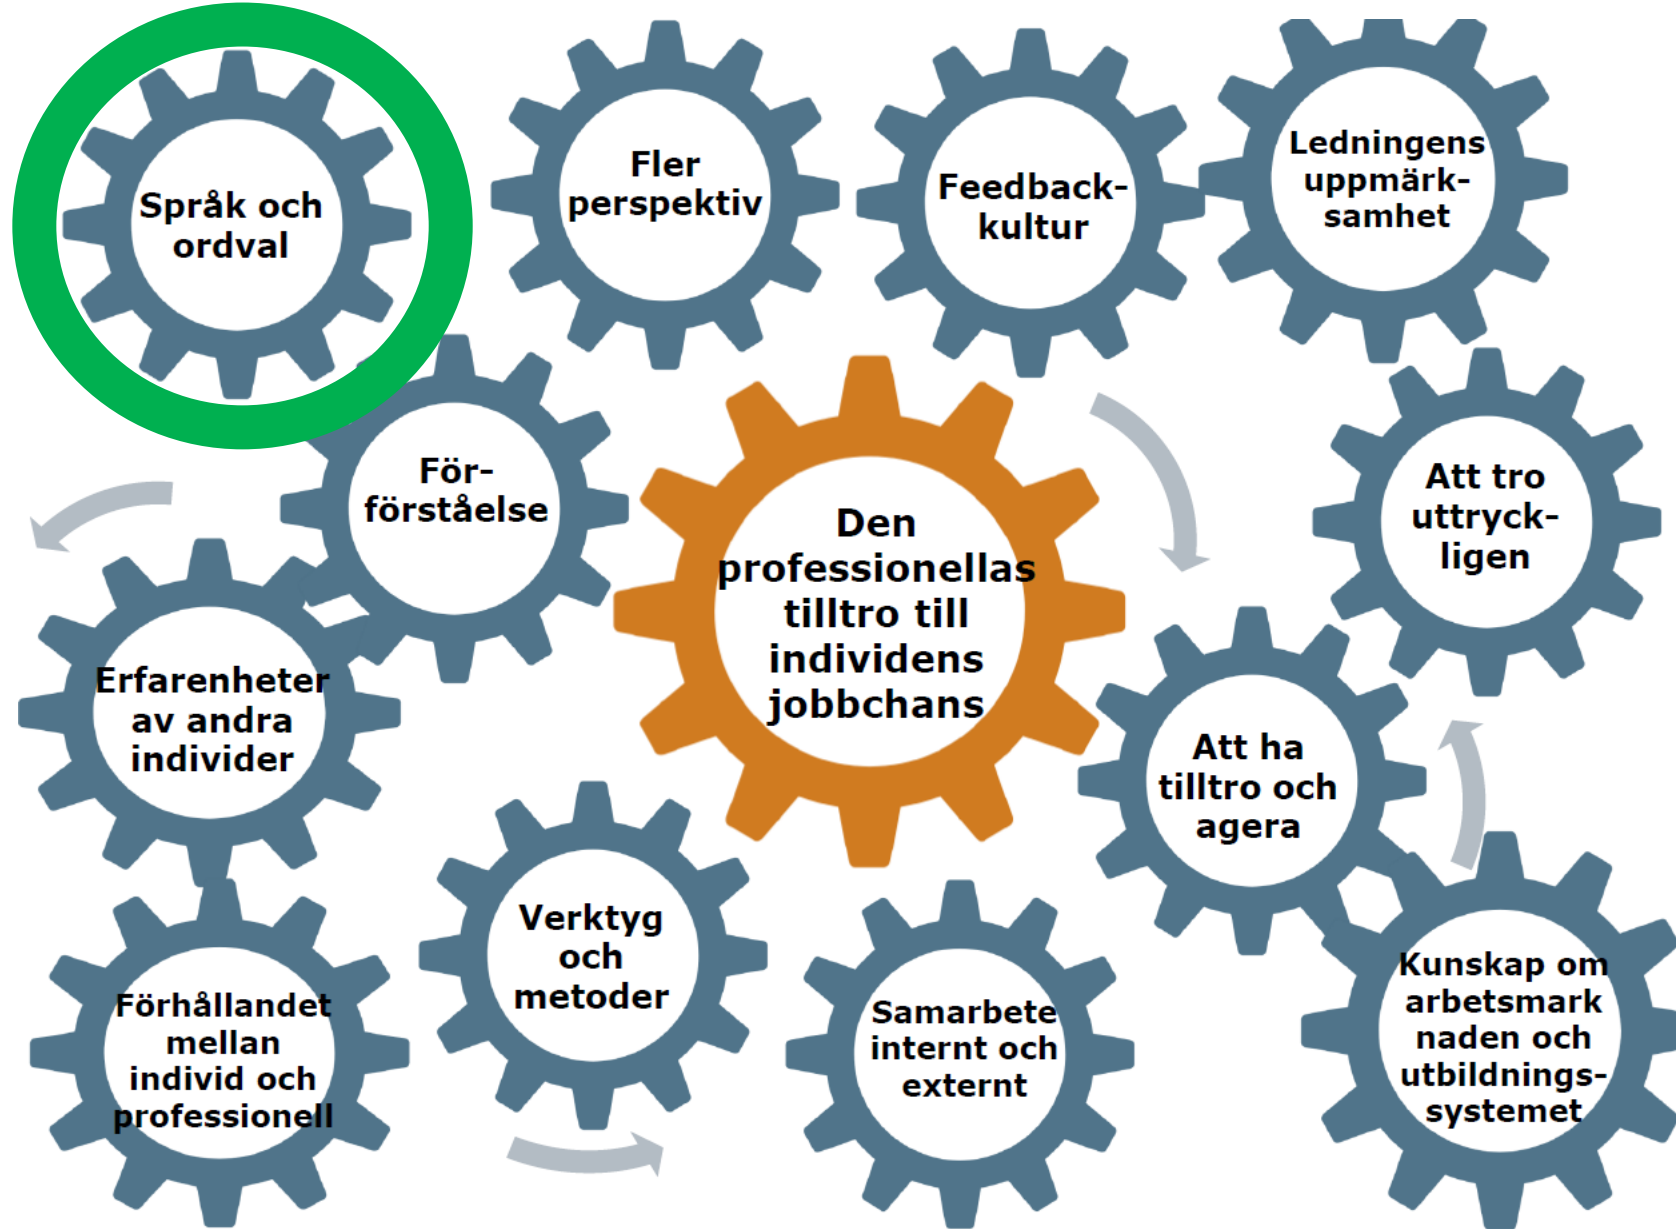 Språk och
ordval
Fler
perspektiv
Feedback-
kultur
Ledningens
uppmärk-
samhet
För-
förståelse
Den
professionellas
tilltro till
individens
jobbchans
Att tro
uttryck-
ligen
Erfarenheter
av andra
individer
Att ha
tilltro och
agera
Förhållandet
mellan
individ och
professionell
Verktyg
och
metoder
Samarbete
internt och
externt
Kunskap om
arbetsmark
naden och
utbildnings-
systemet